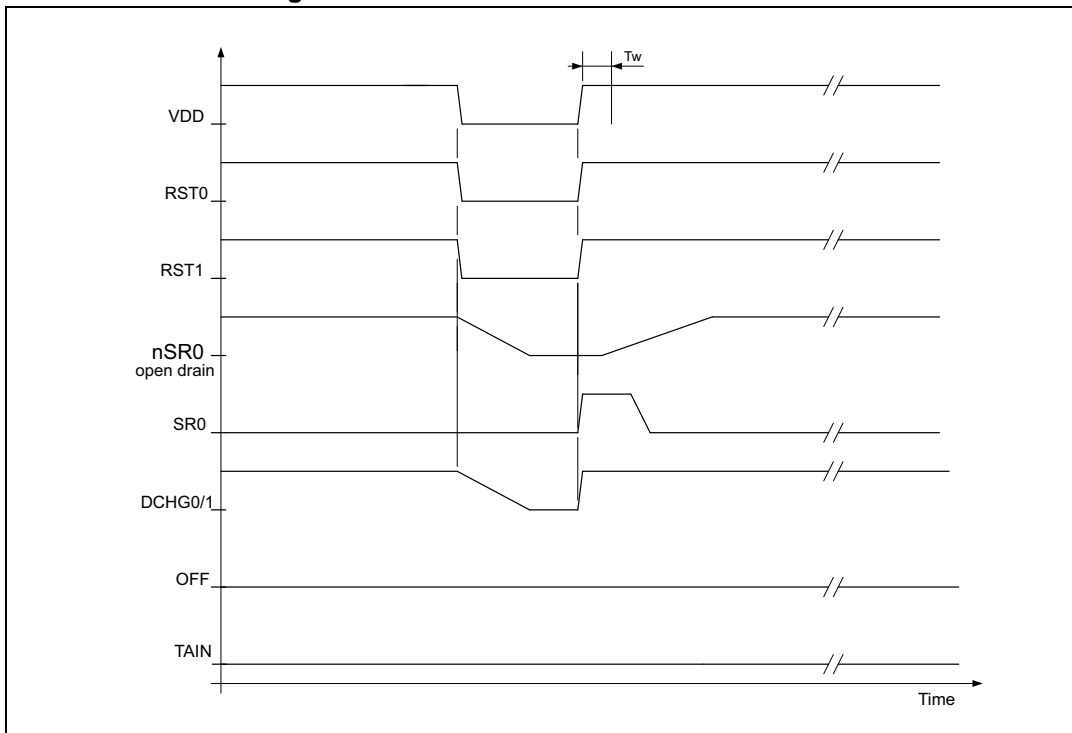 Tw
VDD
RST0
RST1
nSR0
open drain
SR0
DCHG0/1
OFF
TAIN
Time